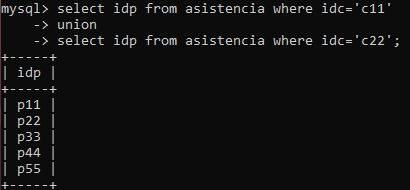 mysql> select idp from asistencia where idc='c11'
    -> union
    -> select idp from asistencia where idc='c22';
+-----+
| idp |
+-----+
| p11 |
| p22 |
| p33 |
| p44 |
| p55 |
+-----+